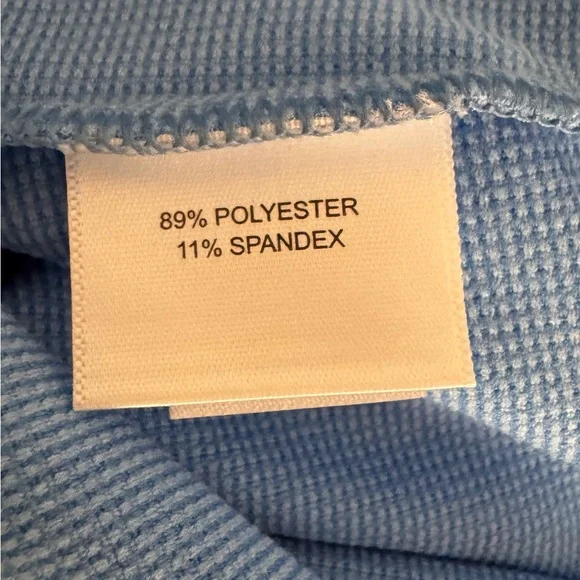 89% POLYESTER
11% SPANDEX